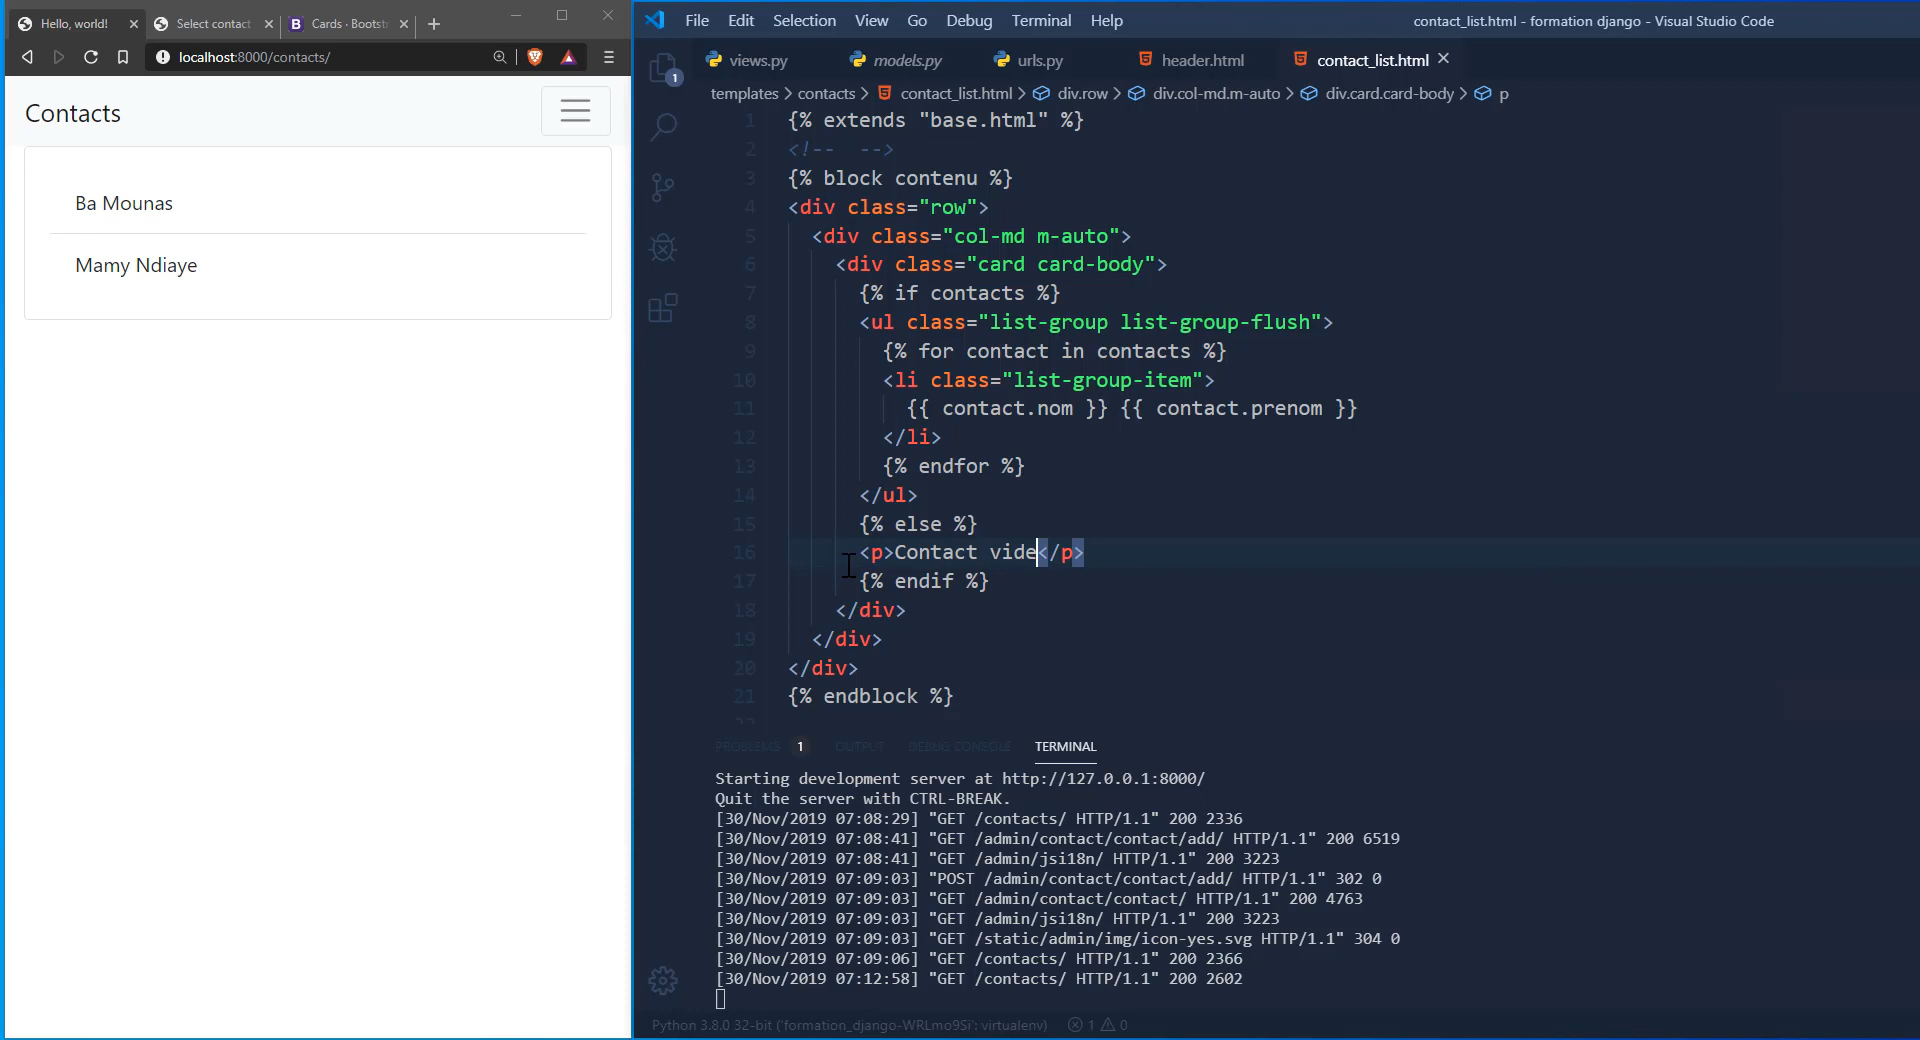 Hello, world!
Select contact
Cards · Bootstr
localhost:8000/contacts/
Contacts
Ba Mounas
Mamy Ndiaye
File Edit Selection View Go Debug Terminal Help
contact_list.html - formation django - Visual Studio Code
1
views.py
models.py
urls.py
header.html
contact_list.html
templates > contacts > contact_list.html > div.row > div.col-md.m-auto > div.card.card-body > p
1 {% extends "base.html" %}
2 <!--  -->
3 {% block contenu %}
4 <div class="row">
5 <div class="col-md m-auto">
6 <div class="card card-body">
7 {% if contacts %}
8 <ul class="list-group list-group-flush">
9 {% for contact in contacts %}
10 <li class="list-group-item">
11 {{ contact.nom }} {{ contact.prenom }}
12 </li>
13 {% endfor %}
14 </ul>
15 {% else %}
16 <p>Contact vide</p>
17 {% endif %}
18 </div>
19 </div>
20 </div>
21 {% endblock %}
22
PROBLEMS 1 OUTPUT DEBUG CONSOLE TERMINAL
Starting development server at http://127.0.0.1:8000/
Quit the server with CTRL-BREAK.
[30/Nov/2019 07:08:29] "GET /contacts/ HTTP/1.1" 200 2336
[30/Nov/2019 07:08:41] "GET /admin/contact/contact/add/ HTTP/1.1" 200 6519
[30/Nov/2019 07:08:41] "GET /admin/jsi18n/ HTTP/1.1" 200 3223
[30/Nov/2019 07:09:03] "POST /admin/contact/contact/add/ HTTP/1.1" 302 0
[30/Nov/2019 07:09:03] "GET /admin/contact/contact/ HTTP/1.1" 200 4763
[30/Nov/2019 07:09:03] "GET /admin/jsi18n/ HTTP/1.1" 200 3223
[30/Nov/2019 07:09:03] "GET /static/admin/img/icon-yes.svg HTTP/1.1" 304 0
[30/Nov/2019 07:09:06] "GET /contacts/ HTTP/1.1" 200 2366
[30/Nov/2019 07:12:58] "GET /contacts/ HTTP/1.1" 200 2602
Python 3.8.0 32-bit ('formation_django-WRLmo9Si': virtualenv) 1 0